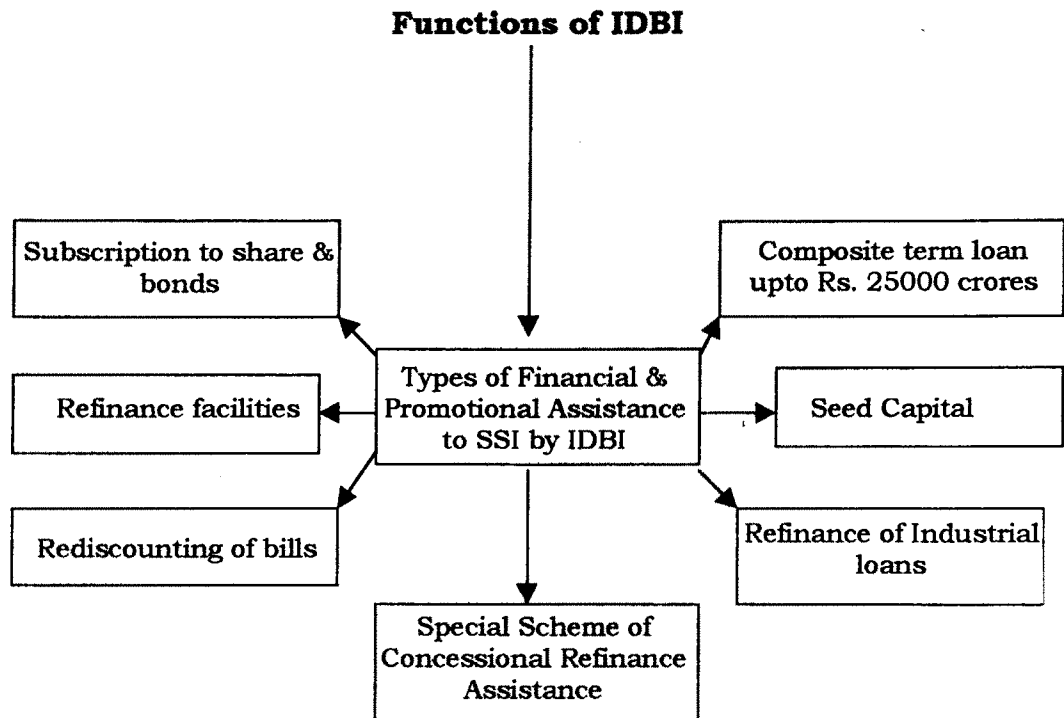 Functions of IDBI
Subscription to share &
bonds
Composite term loan
upto Rs. 25000 crores
Types of Financial &
Promotional Assistance
to SSI by IDBI
Refinance facilities
Seed Capital
Rediscounting of bills
Refinance of Industrial
loans
Special Scheme of
Concessional Refinance
Assistance